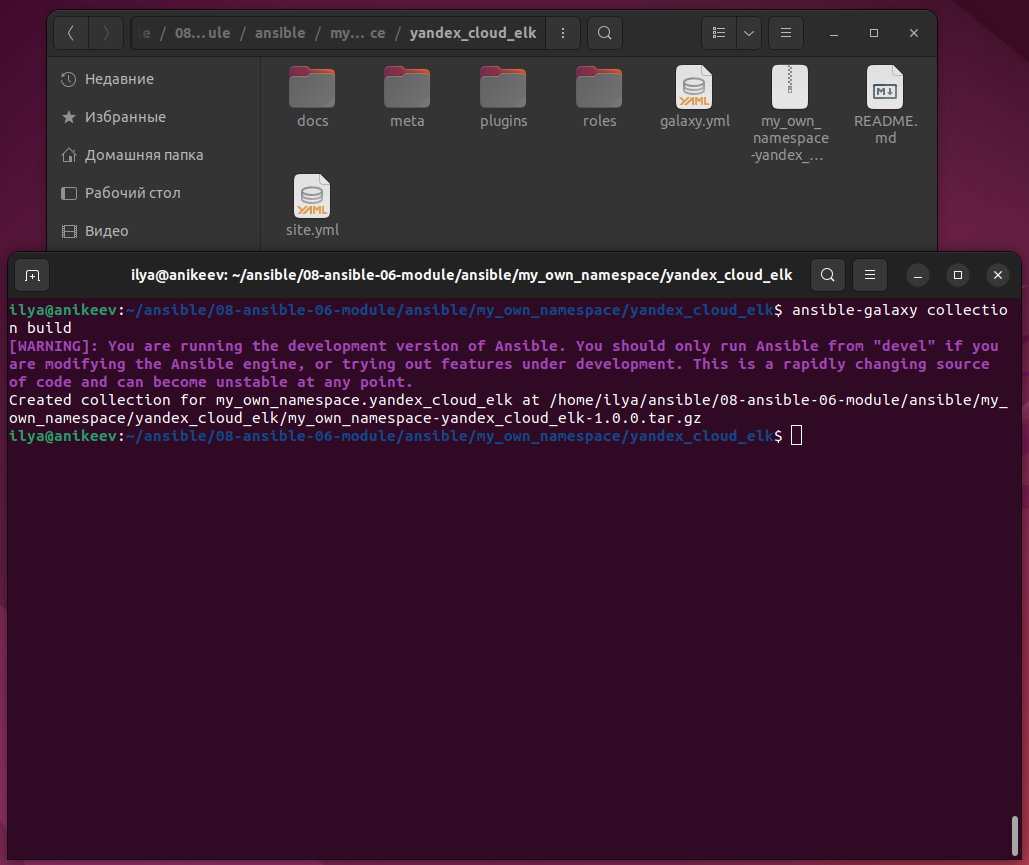 / 08…ule / ansible / my… ce / yandex_cloud_elk
Недавние
Избранные
Домашняя папка
Рабочий стол
Видео
docs
meta
plugins
roles
galaxy.yml
my_own_
namespace
-yandex_…
README.
md
site.yml
ilya@anikeev: ~/ansible/08-ansible-06-module/ansible/my_own_namespace/yandex_cloud_elk
ilya@anikeev:~/ansible/08-ansible-06-module/ansible/my_own_namespace/yandex_cloud_elk$ ansible-galaxy collectio
n build
[WARNING]: You are running the development version of Ansible. You should only run Ansible from "devel" if you
are modifying the Ansible engine, or trying out features under development. This is a rapidly changing source
of code and can become unstable at any point.
Created collection for my_own_namespace.yandex_cloud_elk at /home/ilya/ansible/08-ansible-06-module/ansible/my_
own_namespace/yandex_cloud_elk/my_own_namespace-yandex_cloud_elk-1.0.0.tar.gz
ilya@anikeev:~/ansible/08-ansible-06-module/ansible/my_own_namespace/yandex_cloud_elk$